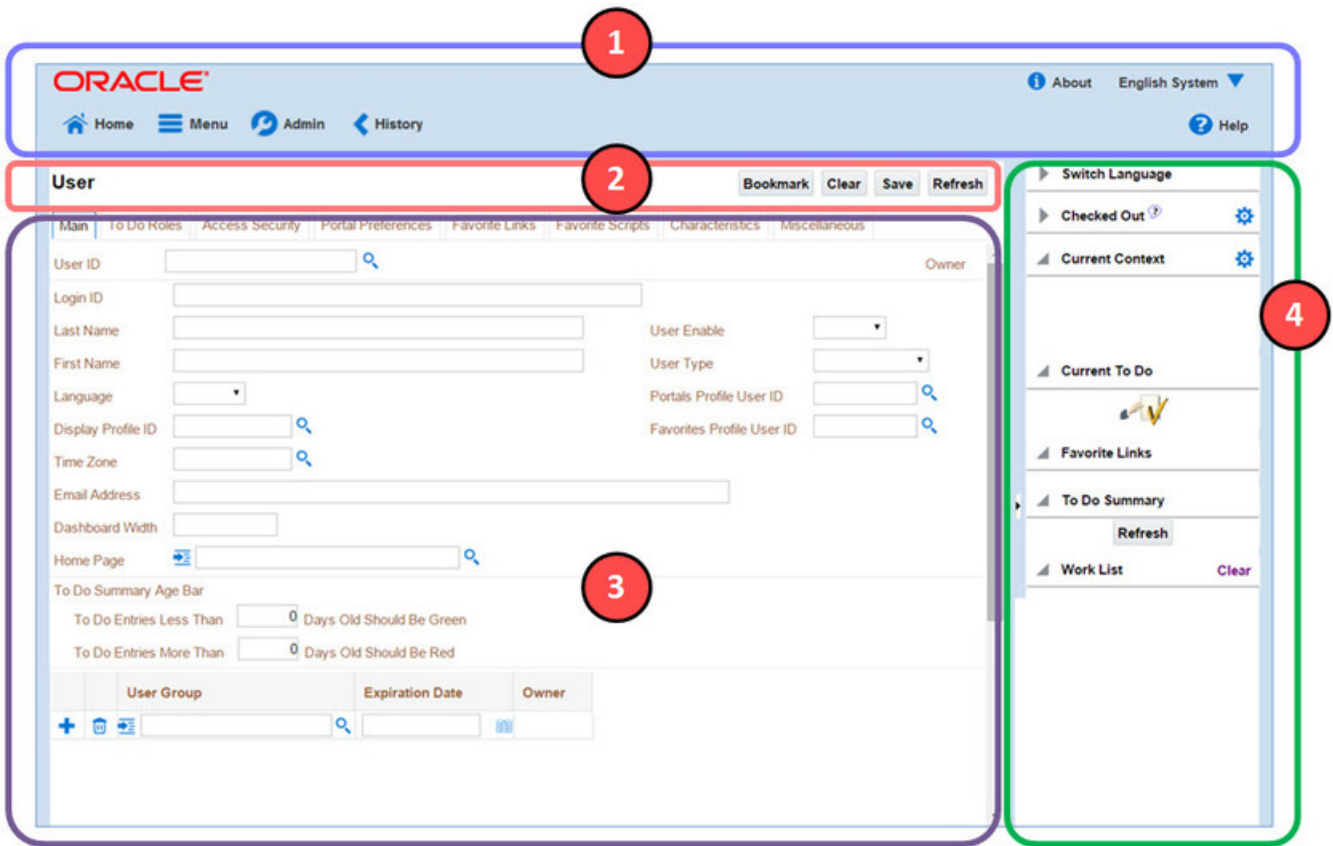 1
ORACLE
About English System
Home Menu Admin History Help
2
User Bookmark Clear Save Refresh
Main To Do Roles Access Security Portal Preferences Favorite Links Favorite Scripts Characteristics Miscellaneous
User ID Owner
Login ID
Last Name User Enable
First Name User Type
Language Portals Profile User ID
Display Profile ID Favorites Profile User ID
Time Zone
Email Address
Dashboard Width
Home Page
3
To Do Summary Age Bar
To Do Entries Less Than 0 Days Old Should Be Green
To Do Entries More Than 0 Days Old Should Be Red
User Group Expiration Date Owner
Switch Language
Checked Out ?
Current Context
4
Current To Do
Favorite Links
To Do Summary
Refresh
Work List Clear